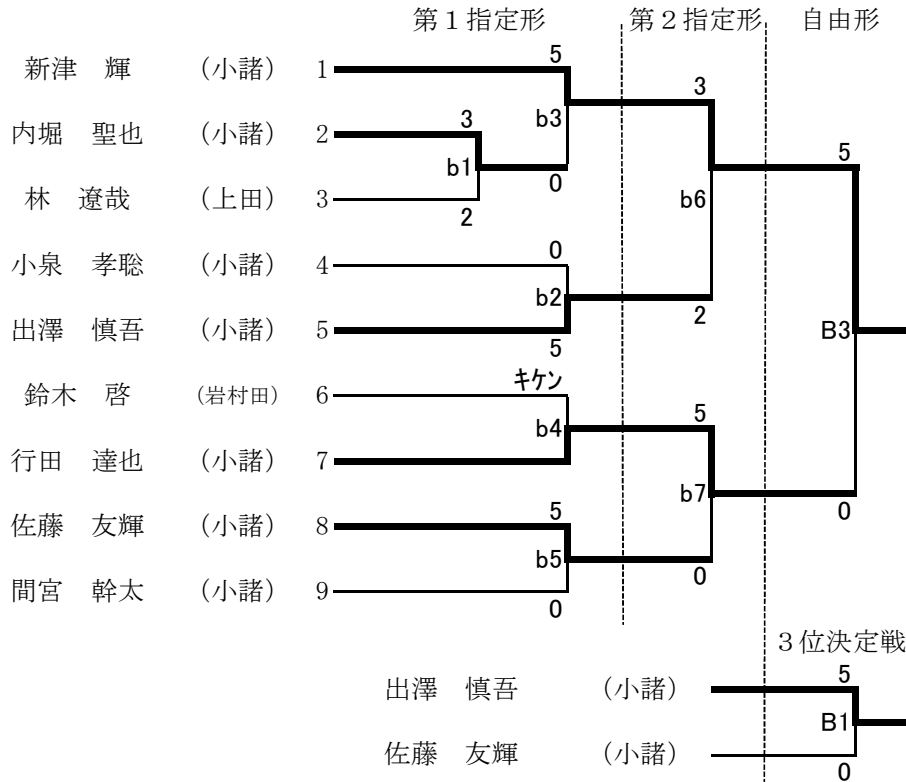 第１指定形 第２指定形 自由形
5
新津 輝 （小諸） 1
3
b3
内堀 聖也 （小諸） 2
3
b1
5
0
林 遼哉 （上田） 3
b6
2
0
小泉 孝聡 （小諸） 4
b2
2
出澤 慎吾 （小諸） 5
B3
5
キケン
鈴木 啓 （岩村田） 6
5
b4
行田 達也 （小諸） 7
b7
0
5
佐藤 友輝 （小諸） 8
b5
0
間宮 幹太 （小諸） 9
0
３位決定戦
5
出澤 慎吾 （小諸）
B1
佐藤 友輝 （小諸）
0